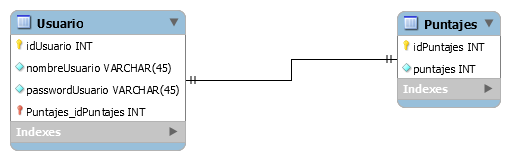 Usuario
idUsuario INT
nombreUsuario VARCHAR(45)
passwordUsuario VARCHAR(45)
Puntajes_idPuntajes INT
Indexes
Puntajes
idPuntajes INT
puntajes INT
Indexes